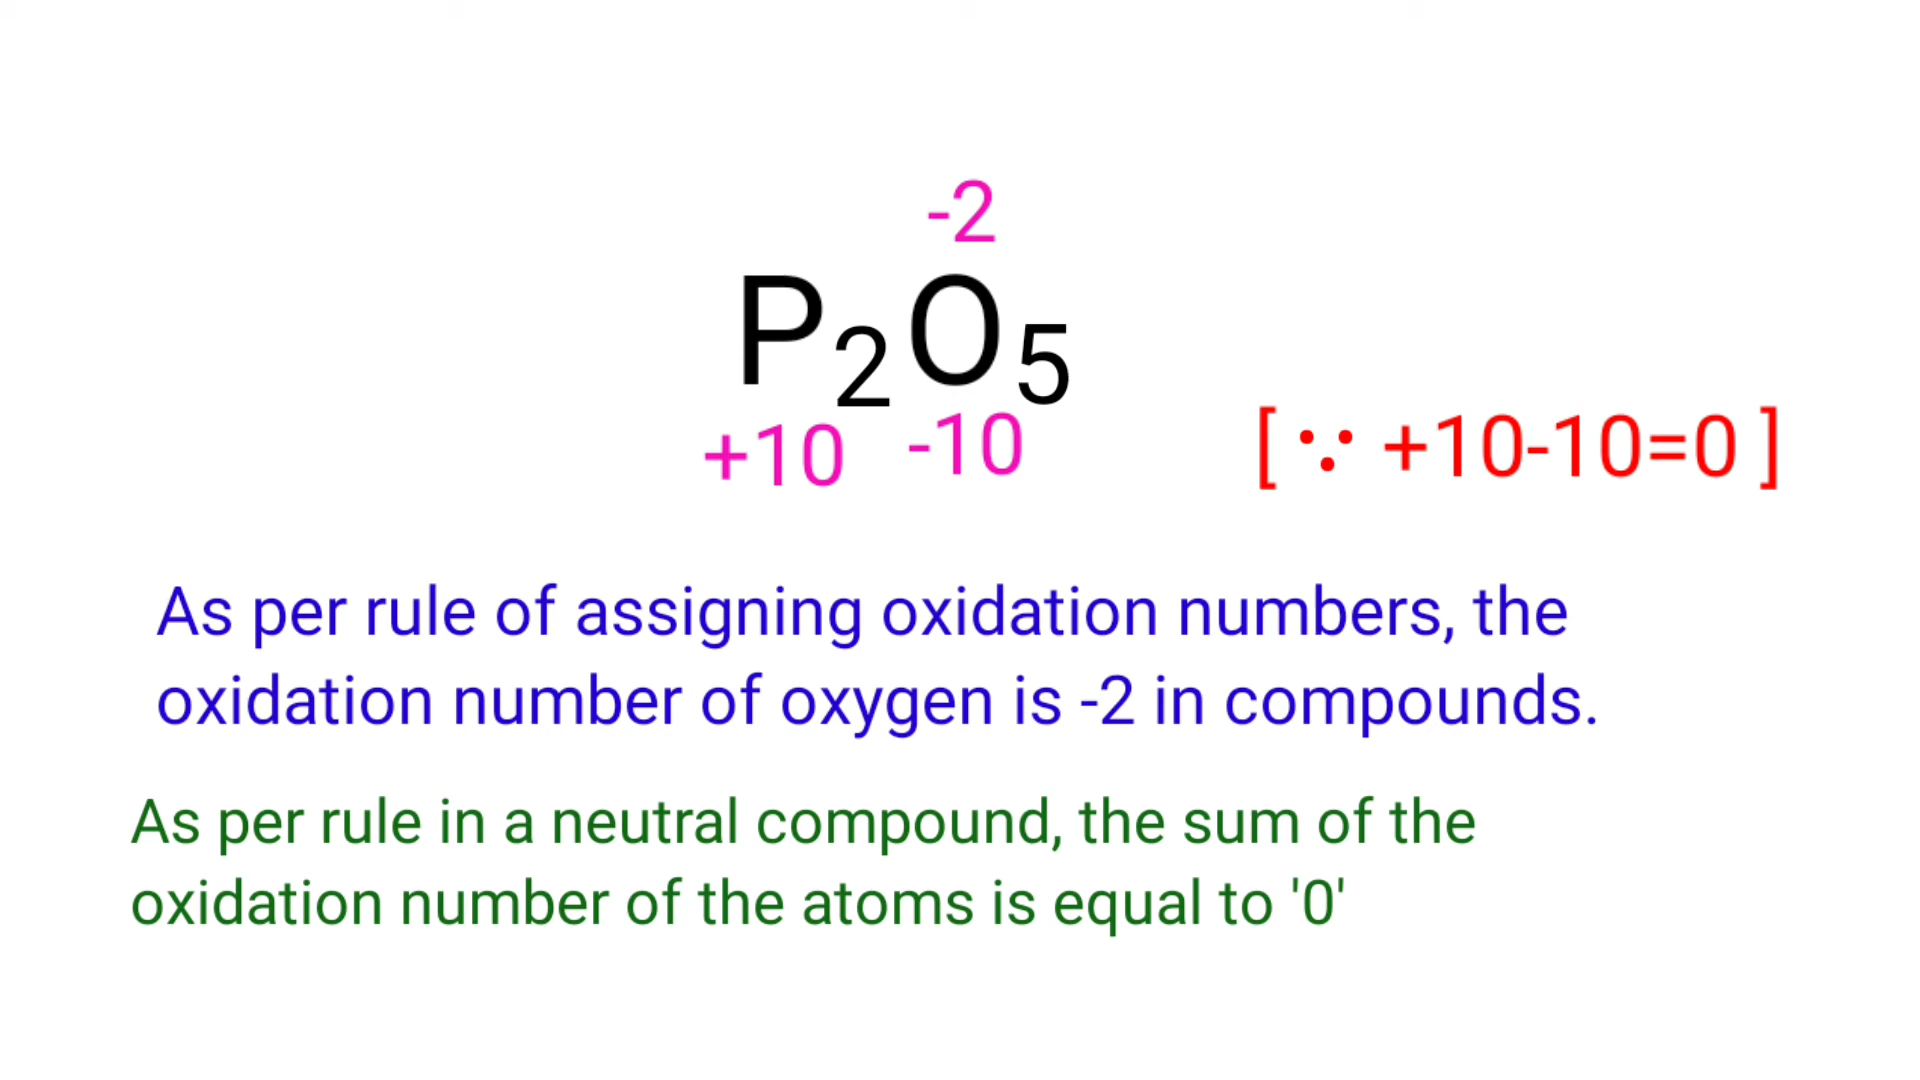 -2
P₂O₅
+10 -10 [ ∵ +10-10=0 ]
As per rule of assigning oxidation numbers, the
oxidation number of oxygen is -2 in compounds.
As per rule in a neutral compound, the sum of the
oxidation number of the atoms is equal to '0'